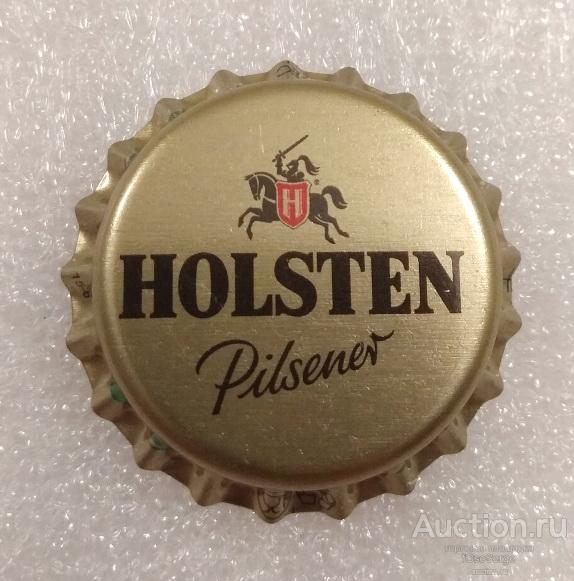 H
HOLSTEN
Pilsener
Auction.ru